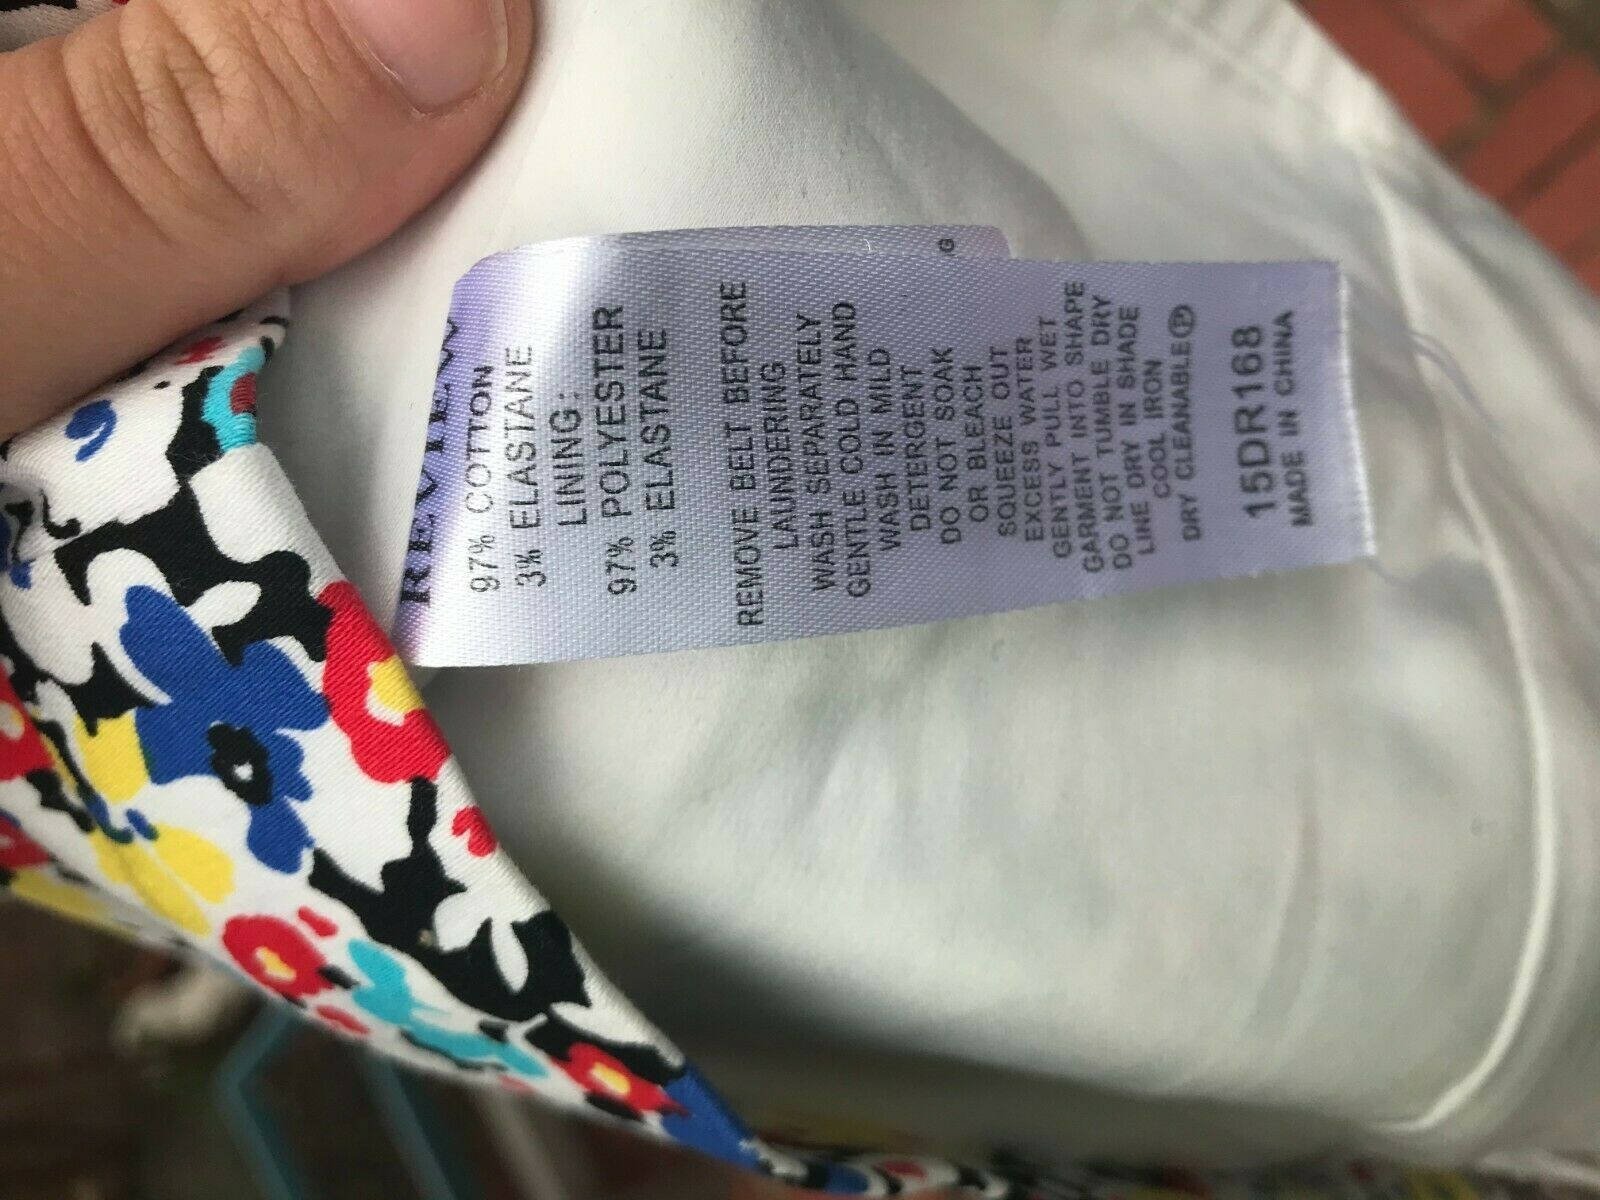 REVIEW
97% COTTON
3% ELASTANE
LINING:
97% POLYESTER
3% ELASTANE
REMOVE BELT BEFORE
LAUNDERING
WASH SEPARATELY
GENTLE COLD HAND
WASH IN MILD
DETERGENT
DO NOT SOAK
OR BLEACH
SQUEEZE OUT
EXCESS WATER
GENTLY PULL WET
GARMENT INTO SHAPE
DO NOT TUMBLE DRY
LINE DRY IN SHADE
COOL IRON
DRY CLEANABLE Ⓟ
15DR168
MADE IN CHINA
G